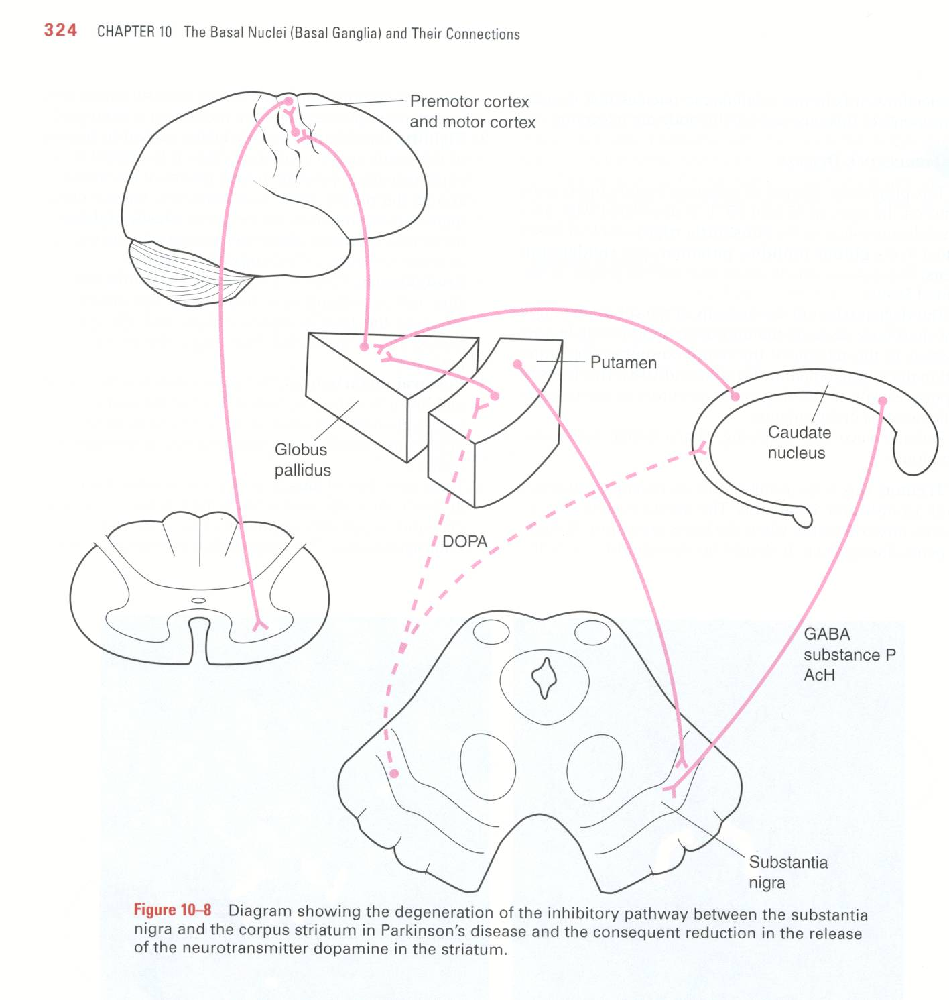 324 CHAPTER 10 The Basal Nuclei (Basal Ganglia) and Their Connections
Premotor cortex
and motor cortex
Putamen
Globus
pallidus
Caudate
nucleus
DOPA
GABA
substance P
AcH
Substantia
nigra
Figure 10–8 Diagram showing the degeneration of the inhibitory pathway between the substantia
nigra and the corpus striatum in Parkinson's disease and the consequent reduction in the release
of the neurotransmitter dopamine in the striatum.